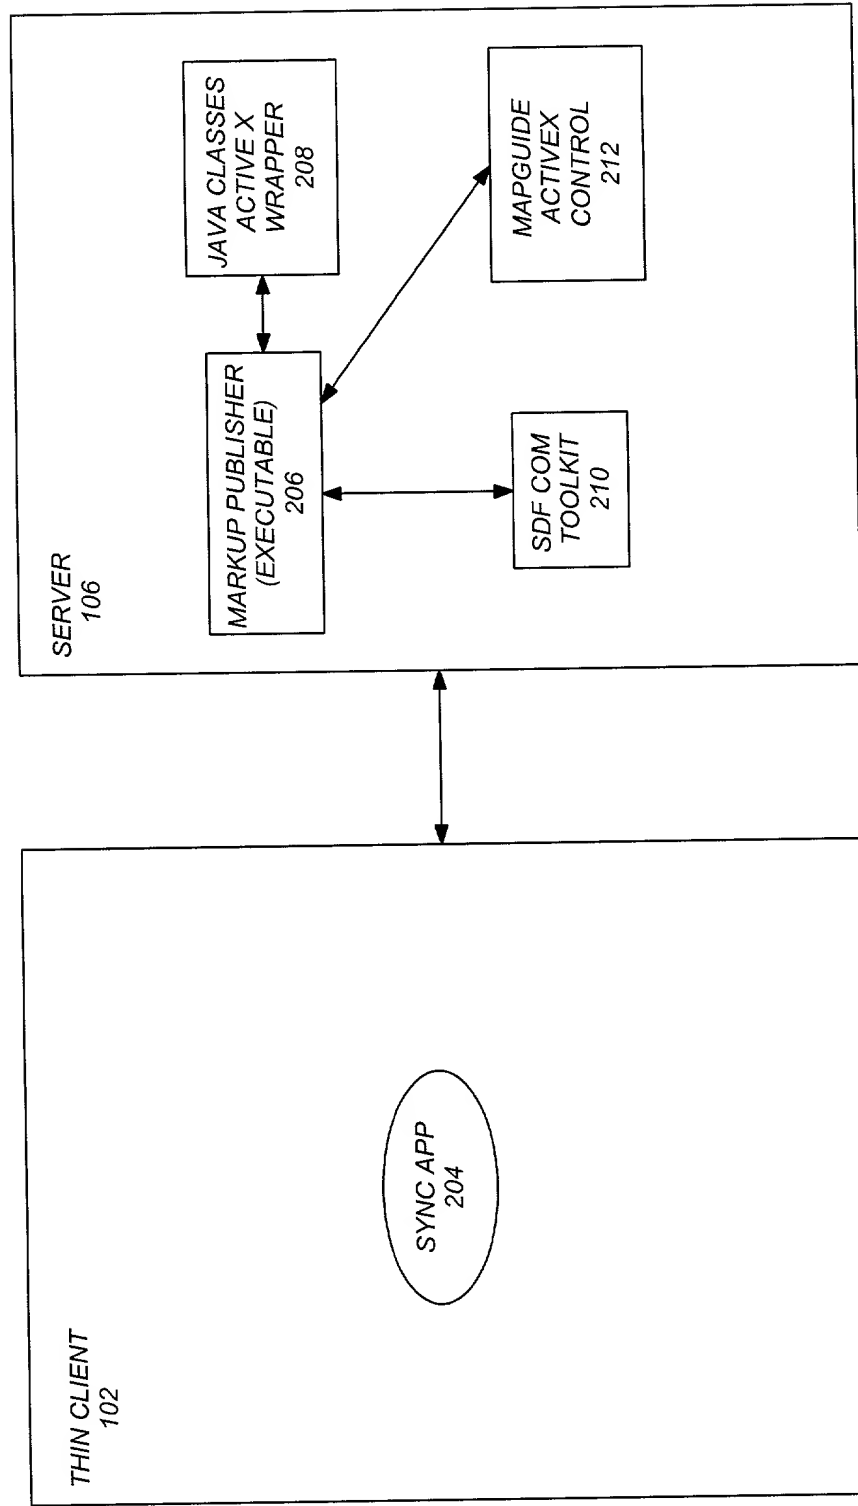 THIN CLIENT
102
SYNC APP
204
SERVER
106
MARKUP PUBLISHER
(EXECUTABLE)
206
JAVA CLASSES
ACTIVE X
WRAPPER
208
SDF COM
TOOLKIT
210
MAPGUIDE
ACTIVEX
CONTROL
212